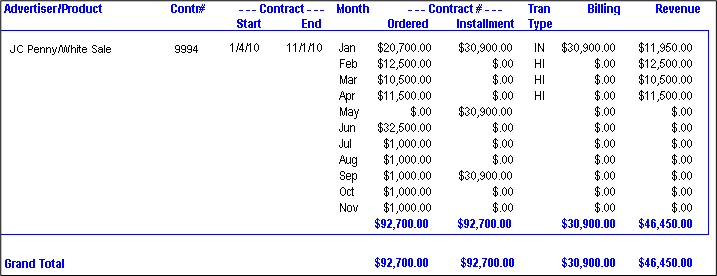 Advertiser/Product Contr# --- Contract --- Month --- Contract # --- Tran Billing Revenue
Start End Ordered Installment Type
JC Penny/White Sale 9994 1/4/10 11/1/10 Jan $20,700.00 $30,900.00 IN $30,900.00 $11,950.00
Feb $12,500.00 $.00 HI $.00 $12,500.00
Mar $10,500.00 $.00 HI $.00 $10,500.00
Apr $11,500.00 $.00 HI $.00 $11,500.00
May $.00 $30,900.00 $.00 $.00
Jun $32,500.00 $.00 $.00 $.00
Jul $1,000.00 $.00 $.00 $.00
Aug $1,000.00 $.00 $.00 $.00
Sep $1,000.00 $30,900.00 $.00 $.00
Oct $1,000.00 $.00 $.00 $.00
Nov $1,000.00 $.00 $.00 $.00
$92,700.00 $92,700.00 $30,900.00 $46,450.00
Grand Total $92,700.00 $92,700.00 $30,900.00 $46,450.00